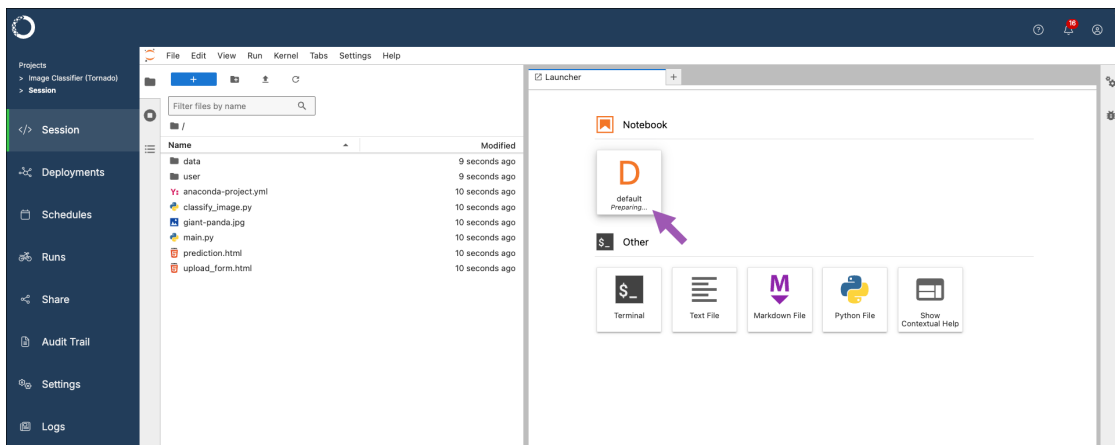 16
Projects
> Image Classifier (Tornado)
> Session
</> Session
Deployments
Schedules
Runs
Share
Audit Trail
Settings
Logs
File Edit View Run Kernel Tabs Settings Help
+
Filter files by name
/
Name Modified
data 9 seconds ago
user 9 seconds ago
Y: anaconda-project.yml 10 seconds ago
classify_image.py 10 seconds ago
giant-panda.jpg 10 seconds ago
main.py 10 seconds ago
prediction.html 10 seconds ago
upload_form.html 10 seconds ago
Launcher +
Notebook
D
default
Preparing...
$_ Other
$_
Terminal
Text File
M
Markdown File
Python File
Show
Contextual Help